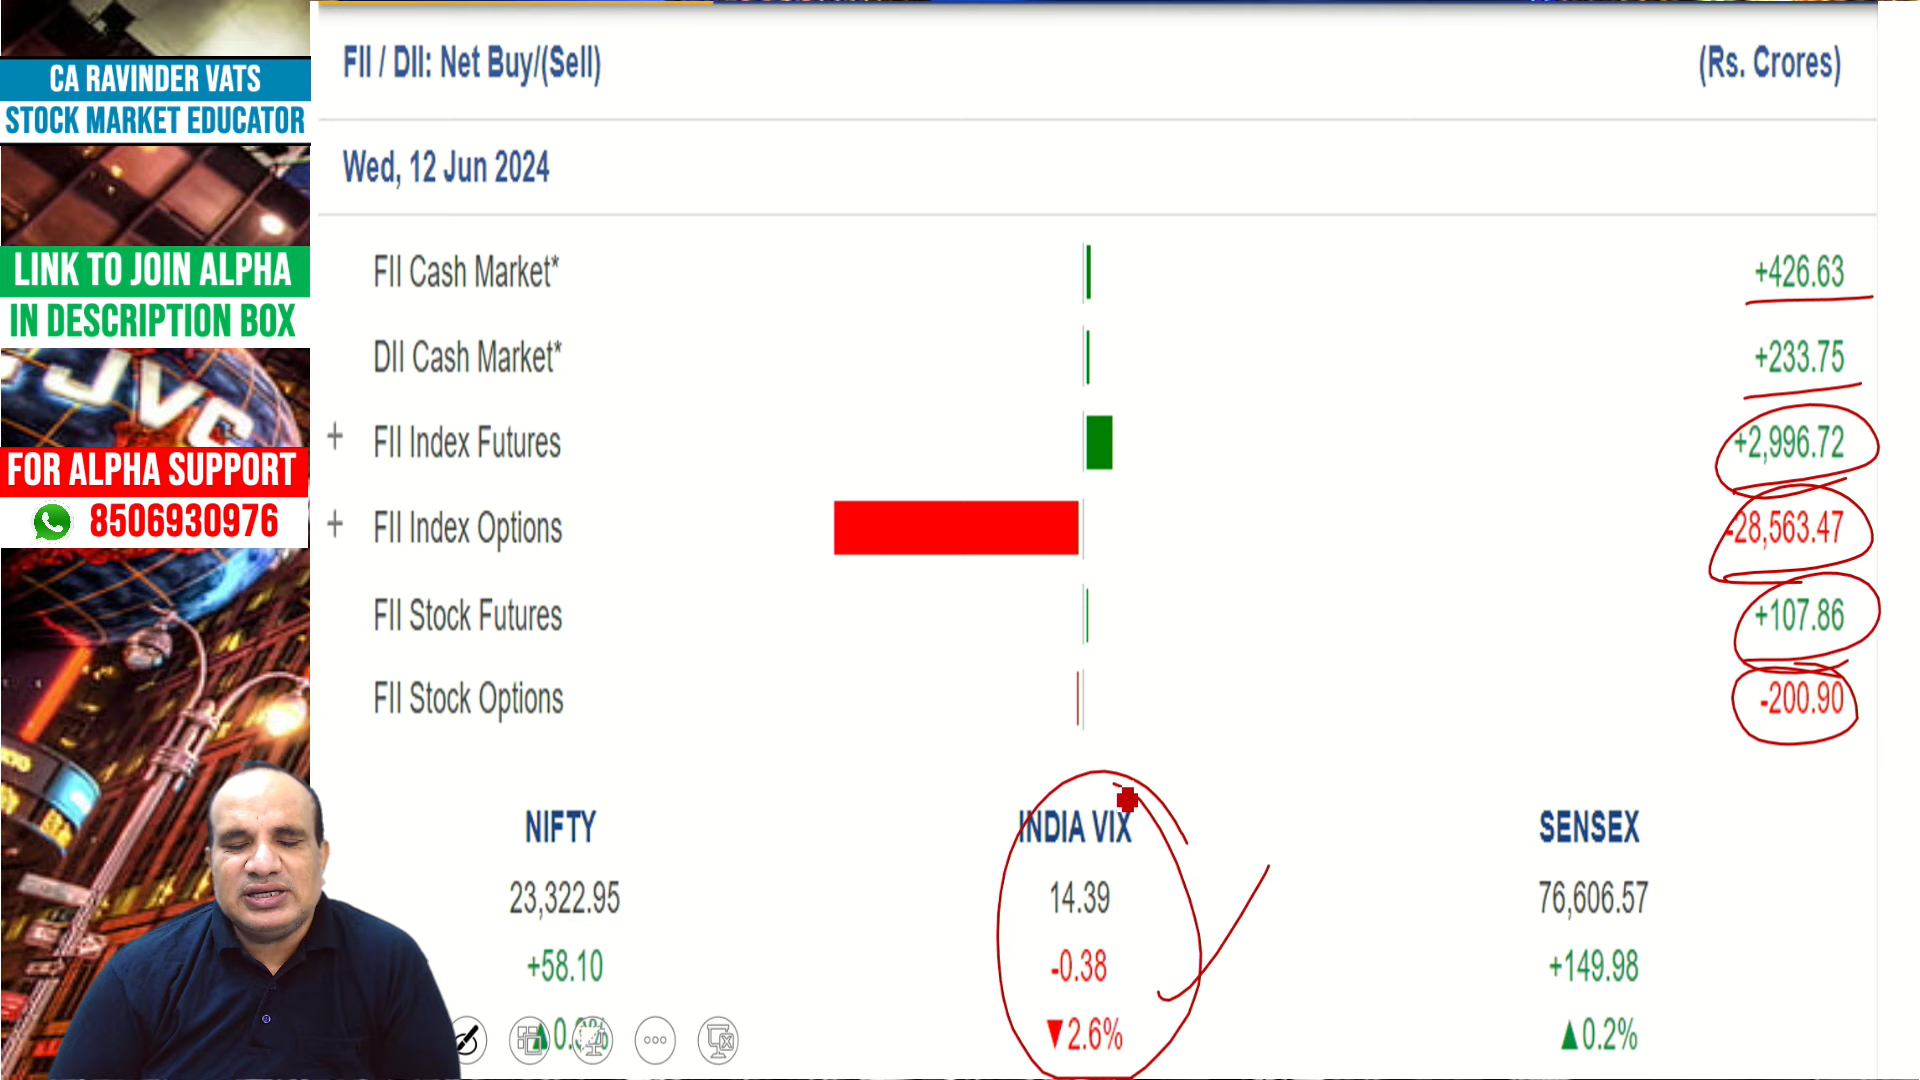 CA RAVINDER VATS
STOCK MARKET EDUCATOR
LINK TO JOIN ALPHA
IN DESCRIPTION BOX
JVC
FOR ALPHA SUPPORT
8506930976
FII / DII: Net Buy/(Sell) (Rs. Crores)
Wed, 12 Jun 2024
FII Cash Market* +426.63
DII Cash Market* +233.75
+ FII Index Futures +2,996.72
+ FII Index Options -28,563.47
FII Stock Futures +107.86
FII Stock Options -200.90
NIFTY INDIA VIX SENSEX
23,322.95 14.39 76,606.57
+58.10 -0.38 +149.98
▼2.6% ▲0.2%